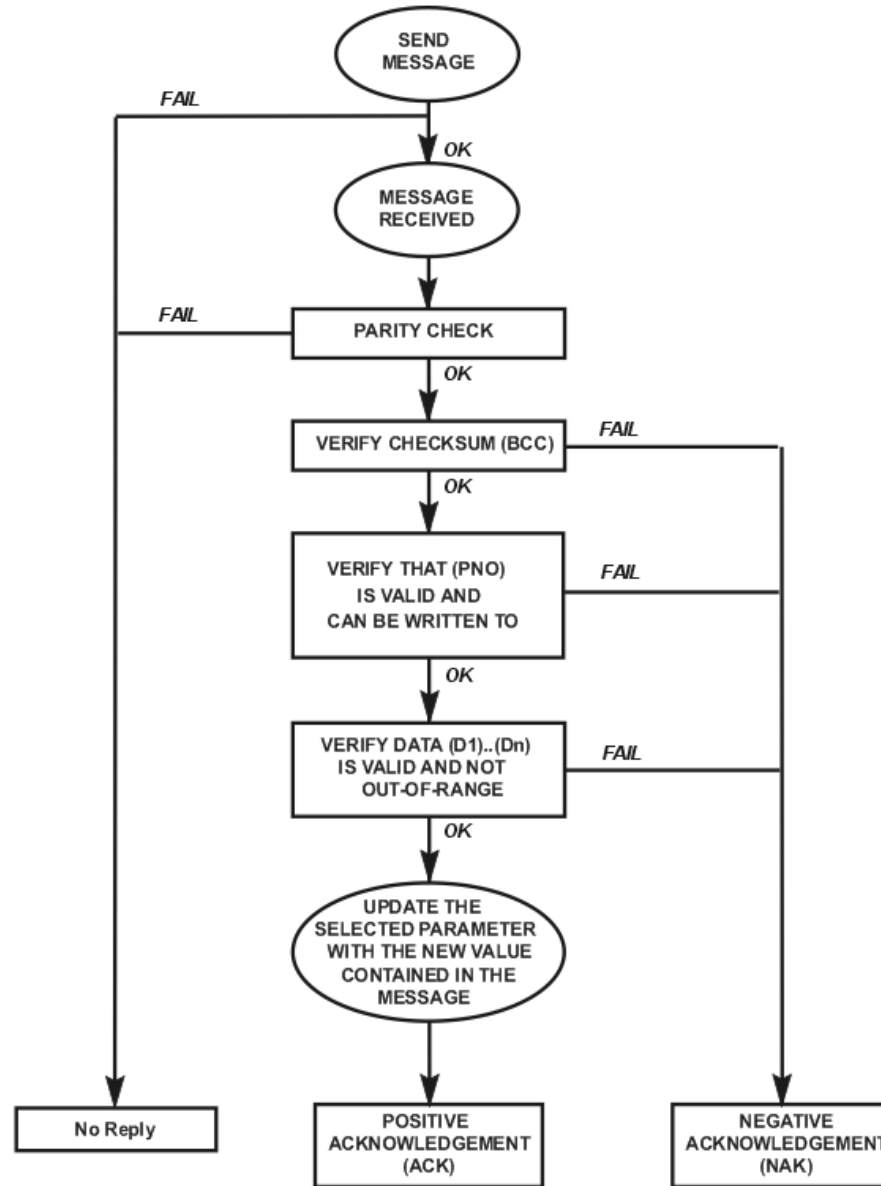 SEND
MESSAGE
FAIL
OK
MESSAGE
RECEIVED
FAIL
PARITY CHECK
OK
VERIFY CHECKSUM (BCC)
FAIL
OK
VERIFY THAT (PNO)
IS VALID AND
CAN BE WRITTEN TO
FAIL
OK
VERIFY DATA (D1)..(Dn)
IS VALID AND NOT
OUT-OF-RANGE
FAIL
OK
UPDATE THE
SELECTED PARAMETER
WITH THE NEW VALUE
CONTAINED IN THE
MESSAGE
No Reply
POSITIVE
ACKNOWLEDGEMENT
(ACK)
NEGATIVE
ACKNOWLEDGEMENT
(NAK)